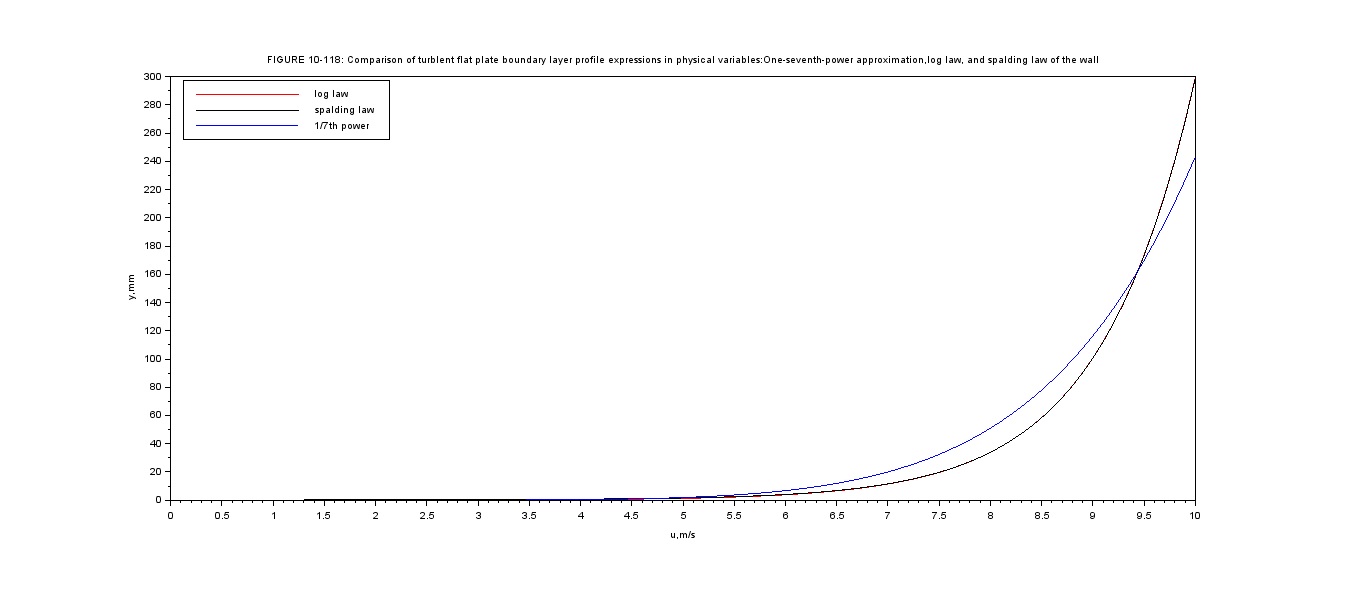 FIGURE 10-118: Comparison of turblent flat plate boundary layer profile expressions in physical variables:One-seventh-power approximation,log law, and spalding law of the wall
log law
spalding law
1/7th power
300
280
260
240
220
200
180
160
140
120
100
80
60
40
20
0
y,mm
0 0.5 1 1.5 2 2.5 3 3.5 4 4.5 5 5.5 6 6.5 7 7.5 8 8.5 9 9.5 10
u,m/s